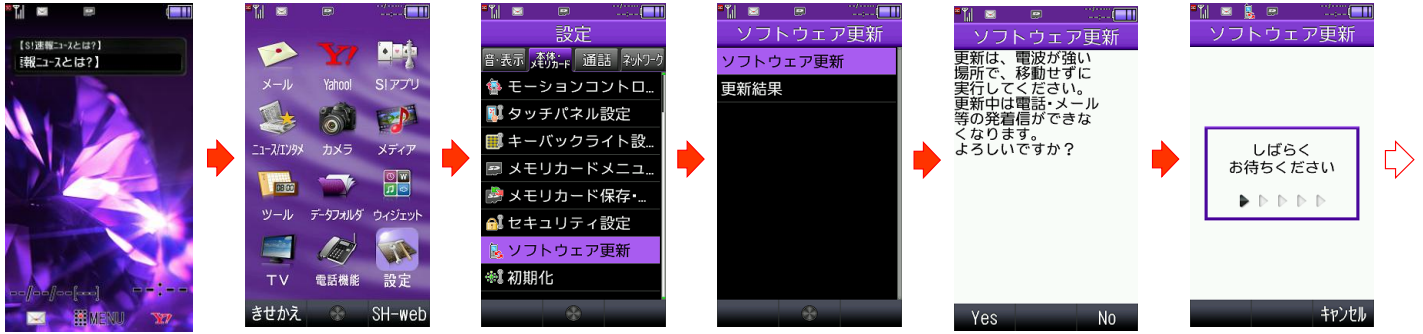 【S!速報ニュースとは?】
報ニュースとは?】
--/--/--[--]
--:--
MENU
Y!
Y!
メール
Yahoo!
S!アプリ
ニュース/エンタメ
カメラ
メディア
08:00
ツール
データフォルダ
ウィジェット
TV
電話機能
設定
きせかえ
SH-web
設定
音・表示
本体・メモリカード
通話
ネットワーク
モーションコントロ…
タッチパネル設定
キーバックライト設…
メモリカードメニュ…
メモリカード保存・…
セキュリティ設定
ソフトウェア更新
初期化
ソフトウェア更新
ソフトウェア更新
更新結果
ソフトウェア更新
更新は、電波が強い
場所で、移動せずに
実行してください。
更新中は電話・メール
等の発着信ができな
くなります。
よろしいですか?
Yes
No
ソフトウェア更新
しばらく
お待ちください
キャンセル